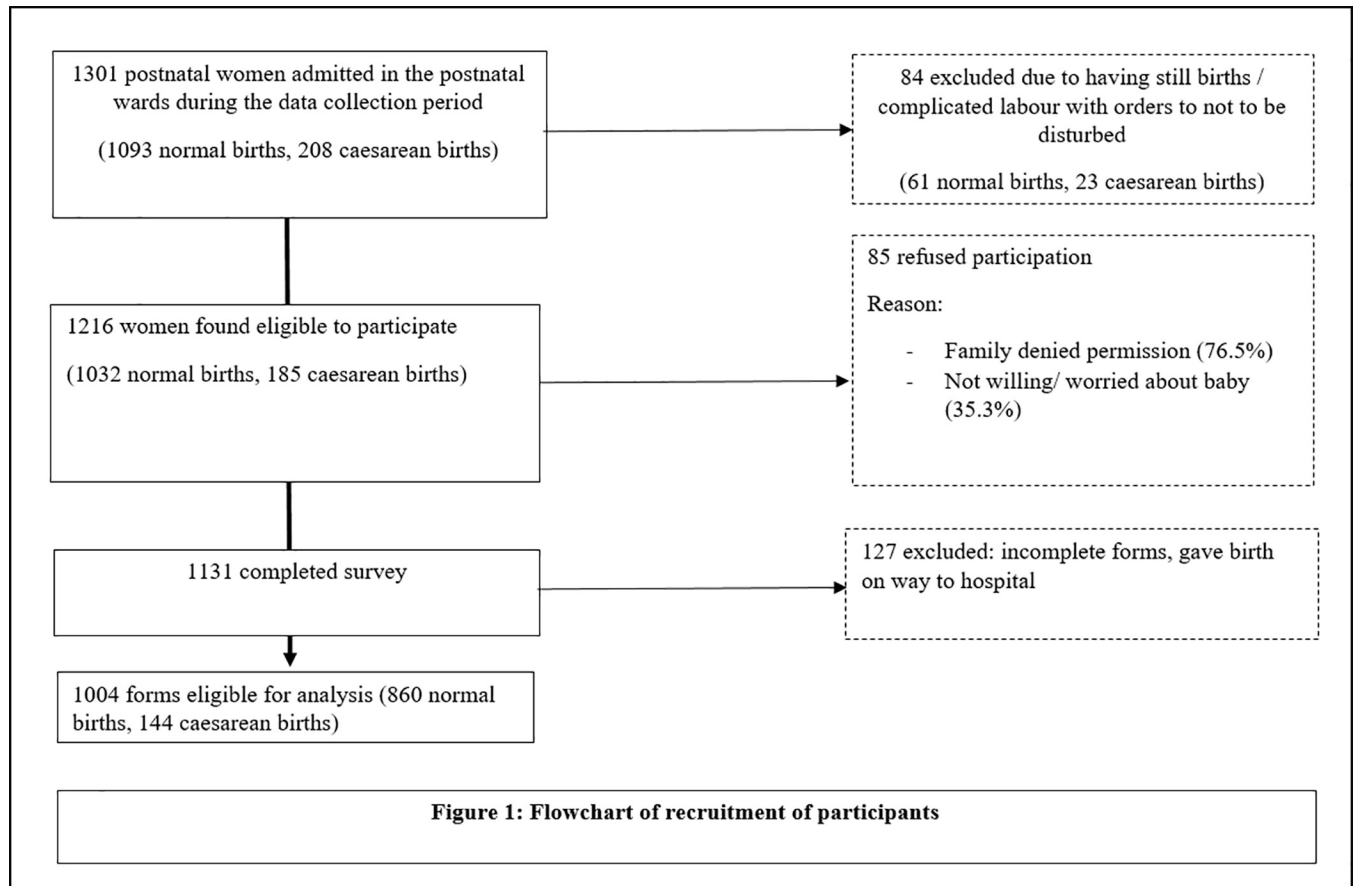 1301 postnatal women admitted in the postnatal
wards during the data collection period
(1093 normal births, 208 caesarean births)
84 excluded due to having still births /
complicated labour with orders to not to be
disturbed
(61 normal births, 23 caesarean births)
1216 women found eligible to participate
(1032 normal births, 185 caesarean births)
85 refused participation
Reason:
- Family denied permission (76.5%)
- Not willing/ worried about baby
(35.3%)
1131 completed survey
127 excluded: incomplete forms, gave birth
on way to hospital
1004 forms eligible for analysis (860 normal
births, 144 caesarean births)
Figure 1: Flowchart of recruitment of participants